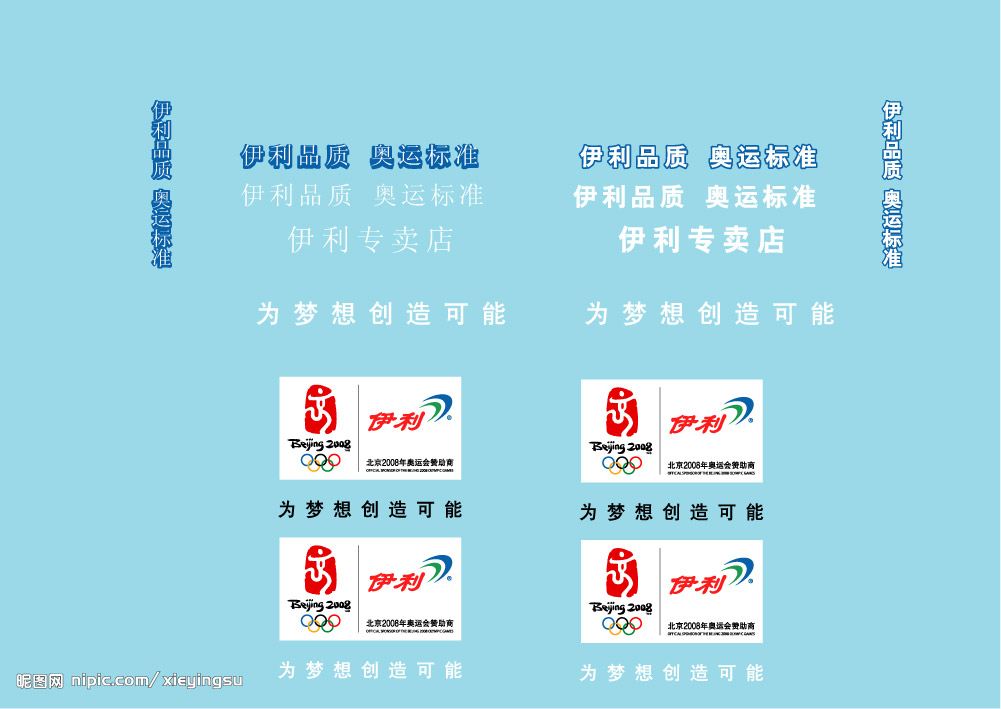 伊利品质 奥运标准
伊利品质 奥运标准
伊利品质 奥运标准
伊利专卖店
为梦想创造可能
伊利品质 奥运标准
伊利品质 奥运标准
伊利专卖店
为梦想创造可能
伊利品质 奥运标准
Beijing 2008
伊利®
北京2008年奥运会赞助商
OFFICIAL SPONSOR OF THE BEIJING 2008 OLYMPIC GAMES
为梦想创造可能
Beijing 2008
伊利®
北京2008年奥运会赞助商
OFFICIAL SPONSOR OF THE BEIJING 2008 OLYMPIC GAMES
为梦想创造可能
Beijing 2008
伊利®
北京2008年奥运会赞助商
OFFICIAL SPONSOR OF THE BEIJING 2008 OLYMPIC GAMES
为梦想创造可能
Beijing 2008
伊利®
北京2008年奥运会赞助商
OFFICIAL SPONSOR OF THE BEIJING 2008 OLYMPIC GAMES
为梦想创造可能
昵图网 nipic.com/xieyingsu